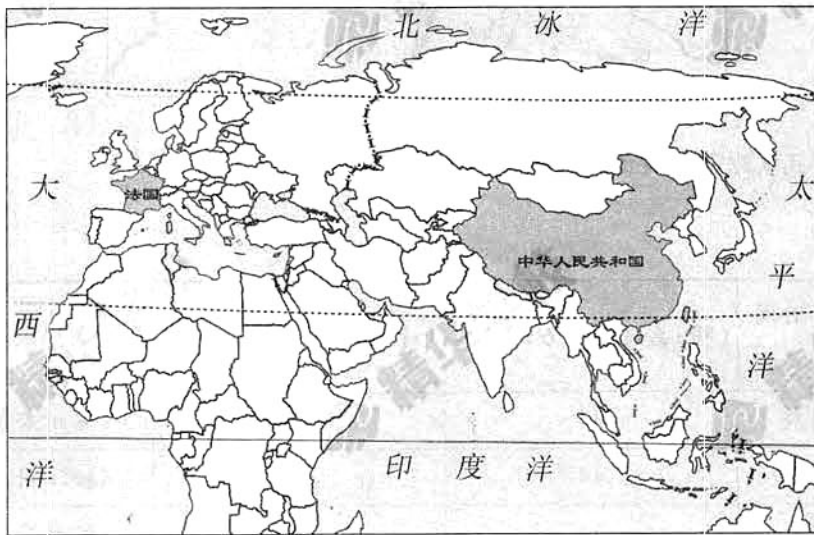 北 冰 洋
大 西 洋
法国
中华人民共和国
太 平 洋
印 度 洋